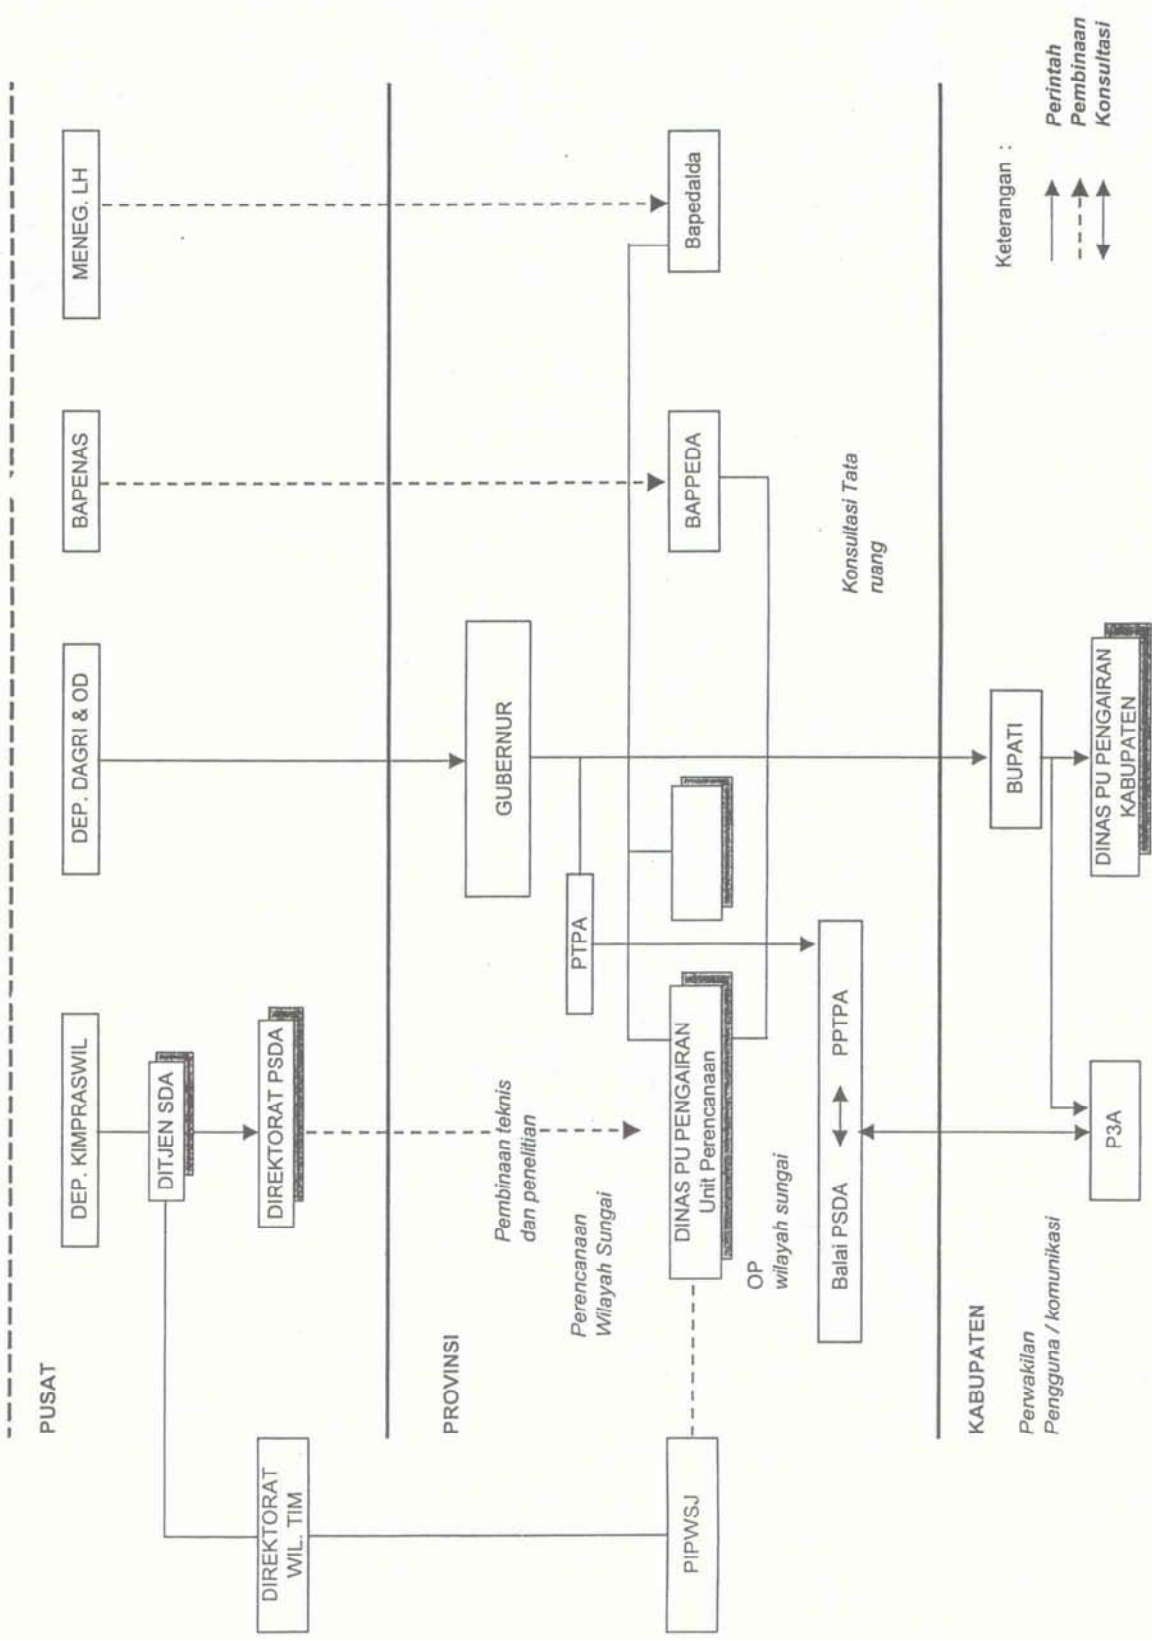 PUSAT
DEP. KIMPRASWIL
DEP. DAGRI & OD
BAPENAS
MENEG. LH
DITJEN SDA
DIREKTORAT
WIL. TIM
DIREKTORAT PSDA
PROVINSI
GUBERNUR
Pembinaan teknis
dan penelitian
Perencanaan
Wilayah Sungai
PTPA
PIPWSJ
DINAS PU PENGAIRAN
Unit Perencanaan
BAPPEDA
Bapedalda
OP
wilayah sungai
Balai PSDA
PPTPA
Konsultasi Tata
ruang
KABUPATEN
Perwakilan
Pengguna / komunikasi
BUPATI
P3A
DINAS PU PENGAIRAN
KABUPATEN
Keterangan :
Perintah
Pembinaan
Konsultasi